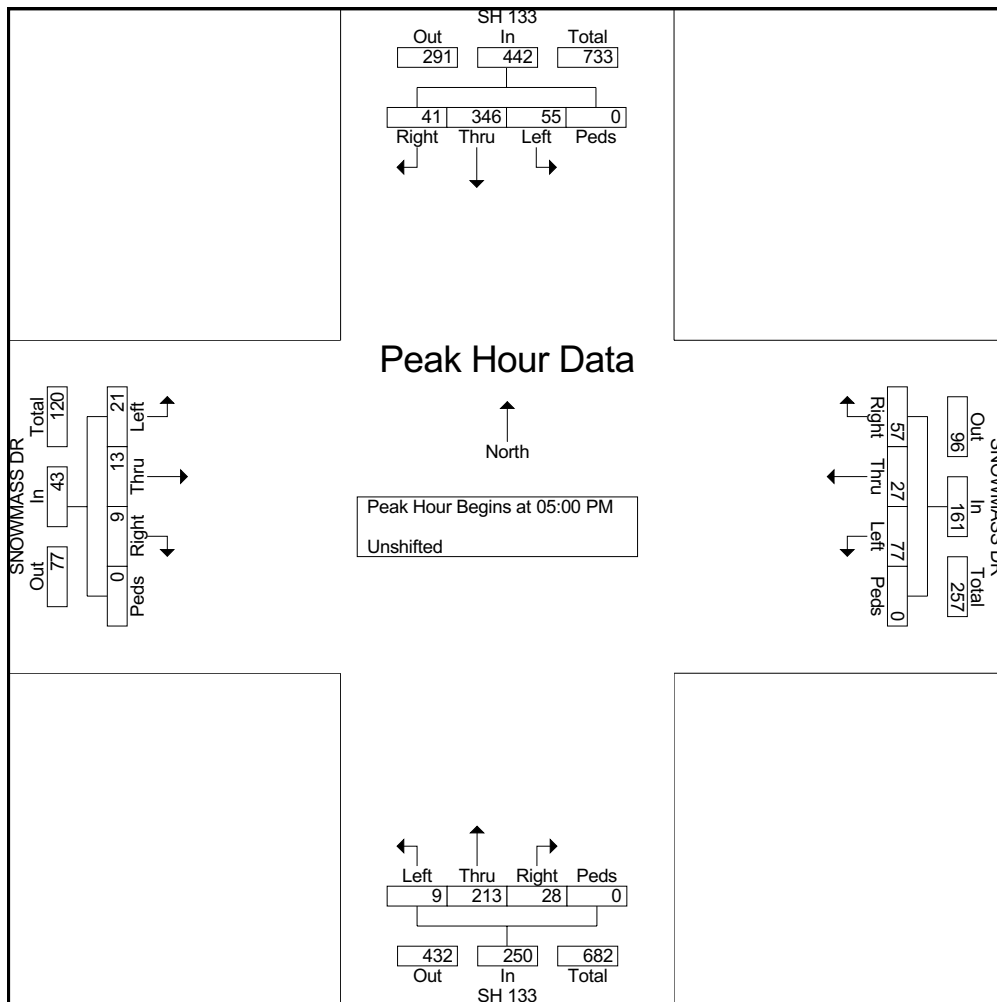 SH 133
Out In Total
291 442 733
41 346 55 0
Right Thru Left Peds
Peak Hour Data
North
Peak Hour Begins at 05:00 PM
Unshifted
SNOWMASS DR
Total In Out
120 43 77
21 13 9 0
Left Thru Right Peds
SNOWMASS DR
Out In Total
96 161 257
57 27 77 0
Right Thru Left Peds
Left Thru Right Peds
9 213 28 0
432 250 682
Out In Total
SH 133